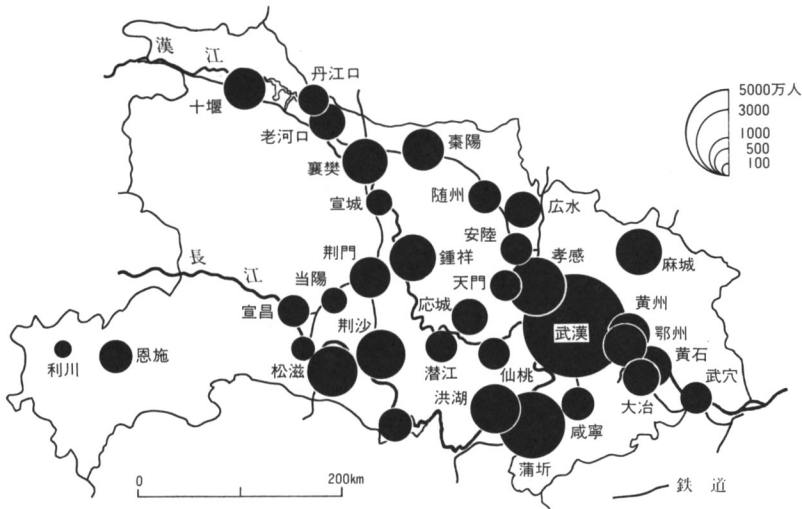 漢江
丹江口
十堰
老河口
棗陽
襄樊
宣城
随州
広水
安陸
荆門
鍾祥
孝感
麻城
長江
当陽
天門
宣昌
荆沙
応城
武漢
黄州
鄂州
黄石
利川
恩施
松滋
潜江
仙桃
武穴
洪湖
咸寧
大冶
蒲圻
5000万人
3000
1000
500
100
0
200km
鉄道